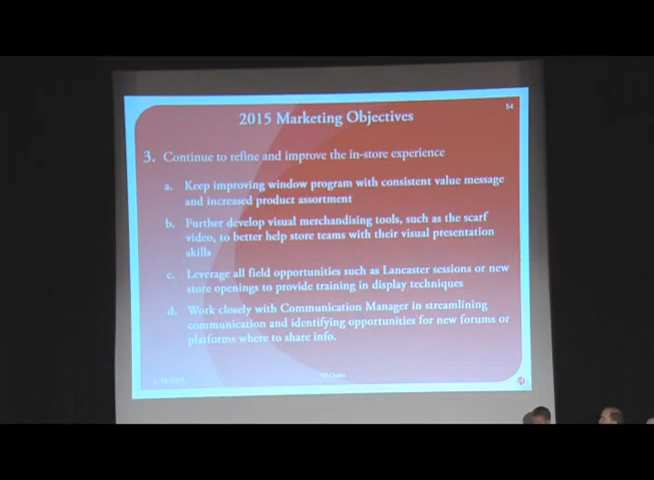 54
2015 Marketing Objectives
3. Continue to refine and improve the in-store experience
a. Keep improving window program with consistent value message
and increased product assortment
b. Further develop visual merchandising tools, such as the scarf
video, to better help store teams with their visual presentation
skills
c. Leverage all field opportunities such as Lancaster sessions or new
store openings to provide training in display techniques
d. Work closely with Communication Manager in streamlining
communication and identifying opportunities for new forums or
platforms where to share info.